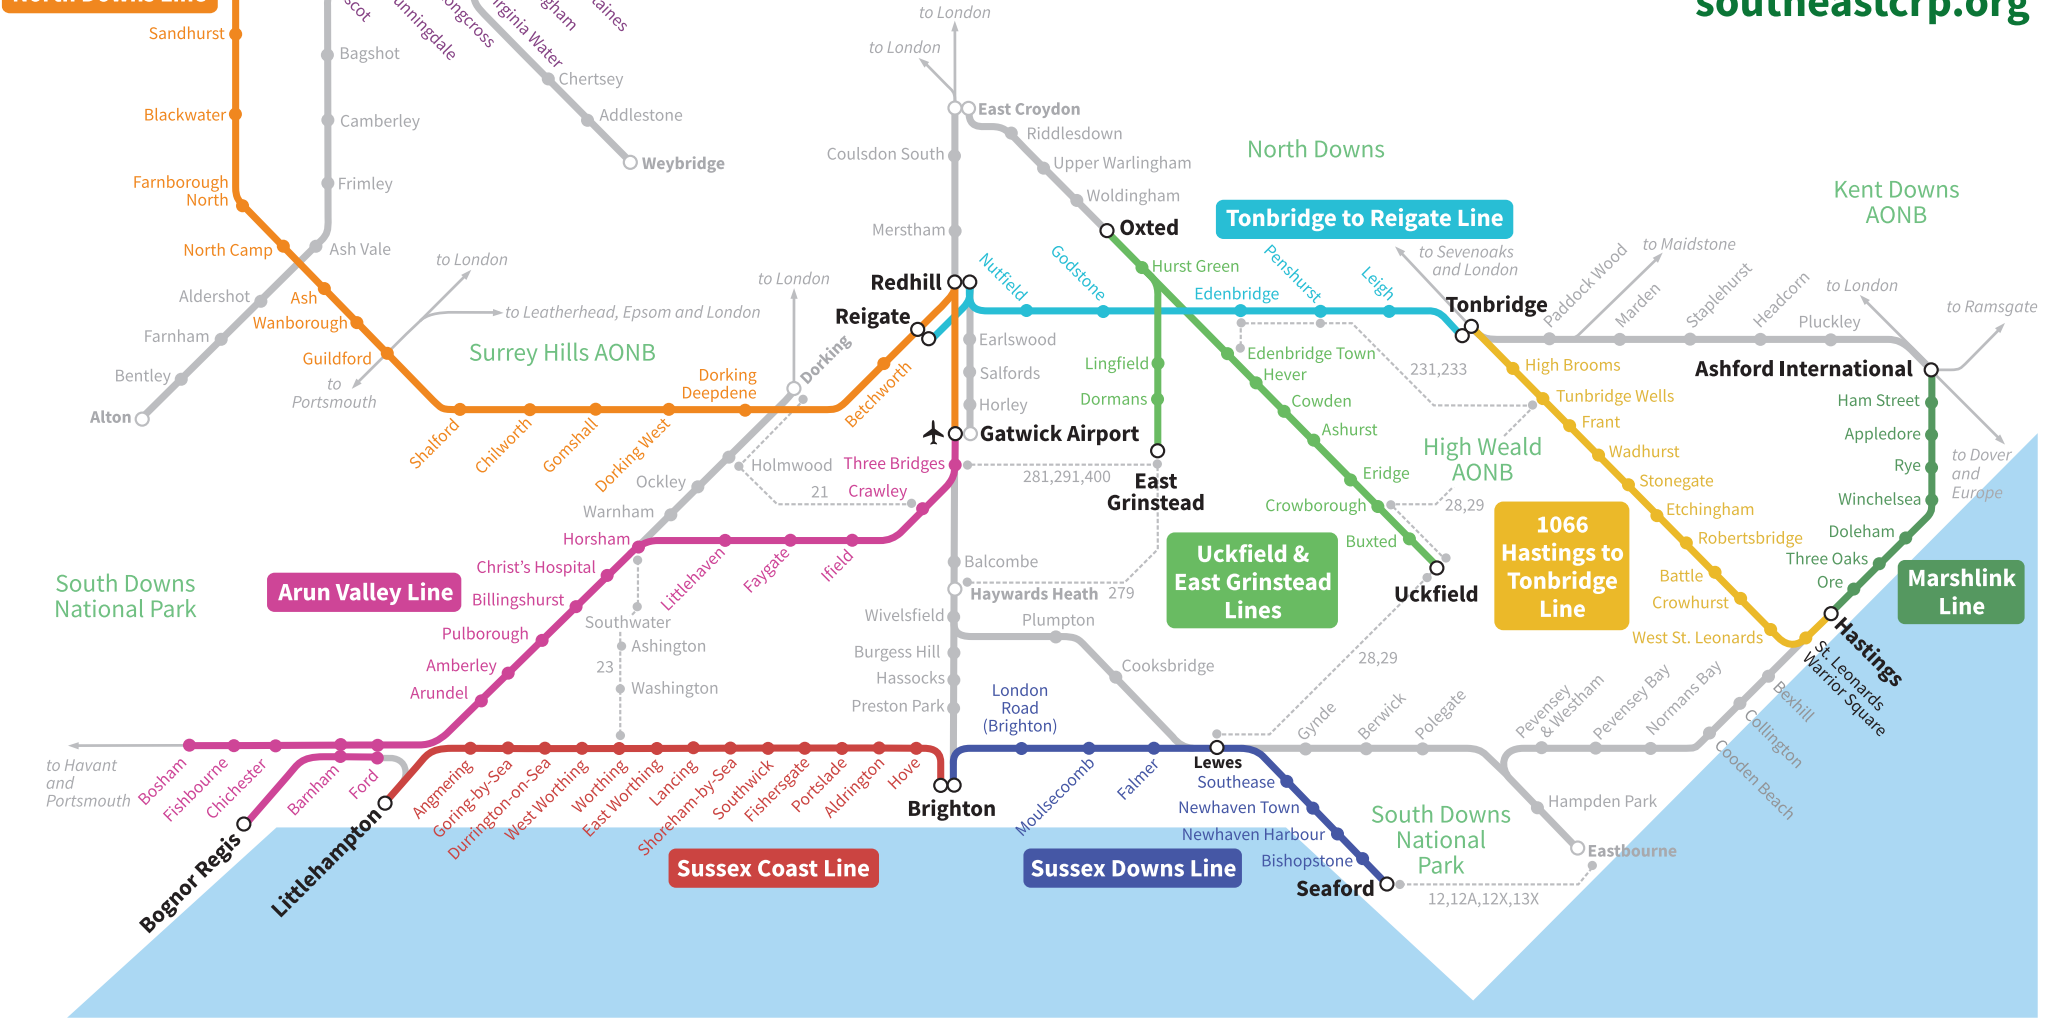 North Downs Line
southeastcrp.org
Sandhurst
Blackwater
Farnborough
North
North Camp
Ash
Wanborough
Guildford
Shalford
Chilworth
Gomshall
Dorking West
Dorking
Deepdene
Betchworth
Reigate
Redhill
Bagshot
Camberley
Frimley
Ash Vale
Aldershot
Farnham
Bentley
Alton
Virginia Water
Chertsey
Addlestone
Weybridge
to London
to Leatherhead, Epsom and London
to
Portsmouth
Surrey Hills AONB
to London
Dorking
Holmwood
21
Ockley
Warnham
to London
to London
East Croydon
Coulsdon South
Merstham
Riddlesdown
Upper Warlingham
Woldingham
Oxted
Earlswood
Salfords
Horley
Gatwick Airport
Three Bridges
Crawley
Ifield
Faygate
Littlehaven
Horsham
Christ's Hospital
Billingshurst
Pulborough
Amberley
Arundel
Arun Valley Line
South Downs
National Park
Southwater
Ashington
23
Washington
North Downs
Tonbridge to Reigate Line
Nutfield
Godstone
Edenbridge
Penshurst
Leigh
Tonbridge
Hurst Green
Lingfield
Dormans
East
Grinstead
281,291,400
Edenbridge Town
Hever
Cowden
Ashurst
Eridge
Crowborough
Buxted
Uckfield
Uckfield &
East Grinstead
Lines
231,233
28,29
28,29
High Weald
AONB
Kent Downs
AONB
to Sevenoaks
and London
to Maidstone
Paddock Wood
Marden
Staplehurst
Headcorn
Pluckley
to London
to Ramsgate
Ashford International
to Dover
and
Europe
High Brooms
Tunbridge Wells
Frant
Wadhurst
Stonegate
Etchingham
Robertsbridge
Battle
Crowhurst
West St. Leonards
1066
Hastings to
Tonbridge
Line
Ham Street
Appledore
Rye
Winchelsea
Doleham
Three Oaks
Ore
Marshlink
Line
Hastings
St. Leonards
Warrior Square
Bexhill
Collington
Cooden Beach
Normans Bay
Pevensey Bay
Pevensey
& Westham
Polegate
Berwick
Gynde
Hampden Park
Eastbourne
12,12A,12X,13X
Balcombe
Haywards Heath
279
Wivelsfield
Plumpton
Burgess Hill
Cooksbridge
Hassocks
Preston Park
London
Road
(Brighton)
Moulsecoomb
Falmer
Lewes
Southease
Newhaven Town
Newhaven Harbour
Bishopstone
Seaford
South Downs
National
Park
Sussex Downs Line
Brighton
Hove
Aldrington
Portslade
Fishersgate
Southwick
Shoreham-by-Sea
Lancing
East Worthing
Worthing
West Worthing
Durrington-on-Sea
Goring-by-Sea
Angmering
Sussex Coast Line
Littlehampton
Ford
Barnham
Chichester
Fishbourne
Bosham
to Havant
and
Portsmouth
Bognor Regis